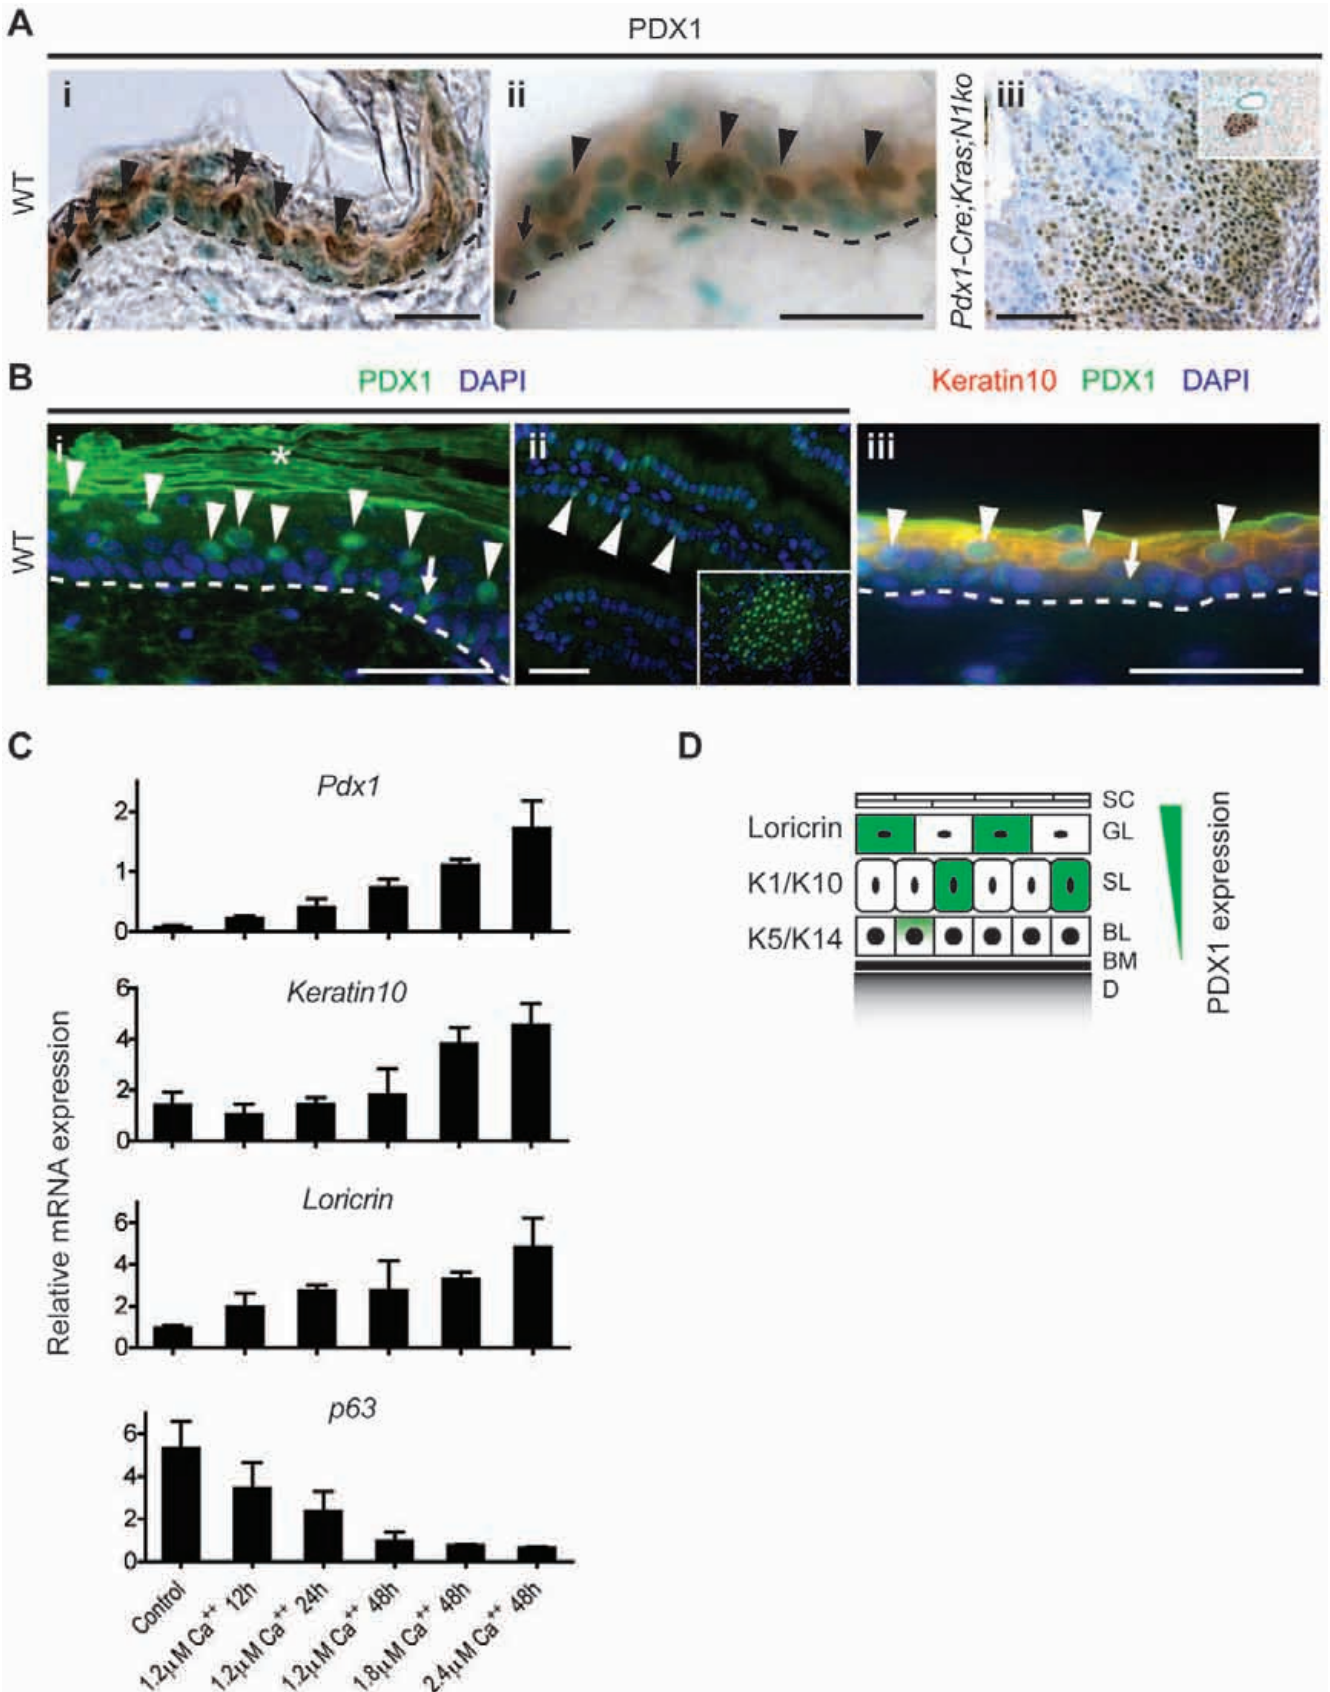 A
PDX1
WT
i
ii
Pdx1-Cre;Kras;N1ko
iii
B
PDX1 DAPI
Keratin10 PDX1 DAPI
WT
i
*
ii
iii
C
Relative mRNA expression
Pdx1
2
1
0
Keratin10
6
4
2
0
Loricrin
6
4
2
0
p63
6
4
2
0
Control
1.2µM Ca⁺⁺ 12h
1.2µM Ca⁺⁺ 24h
1.2µM Ca⁺⁺ 48h
1.8µM Ca⁺⁺ 48h
2.4µM Ca⁺⁺ 48h
D
SC
Loricrin GL
K1/K10 SL
K5/K14 BL
BM
D
PDX1 expression